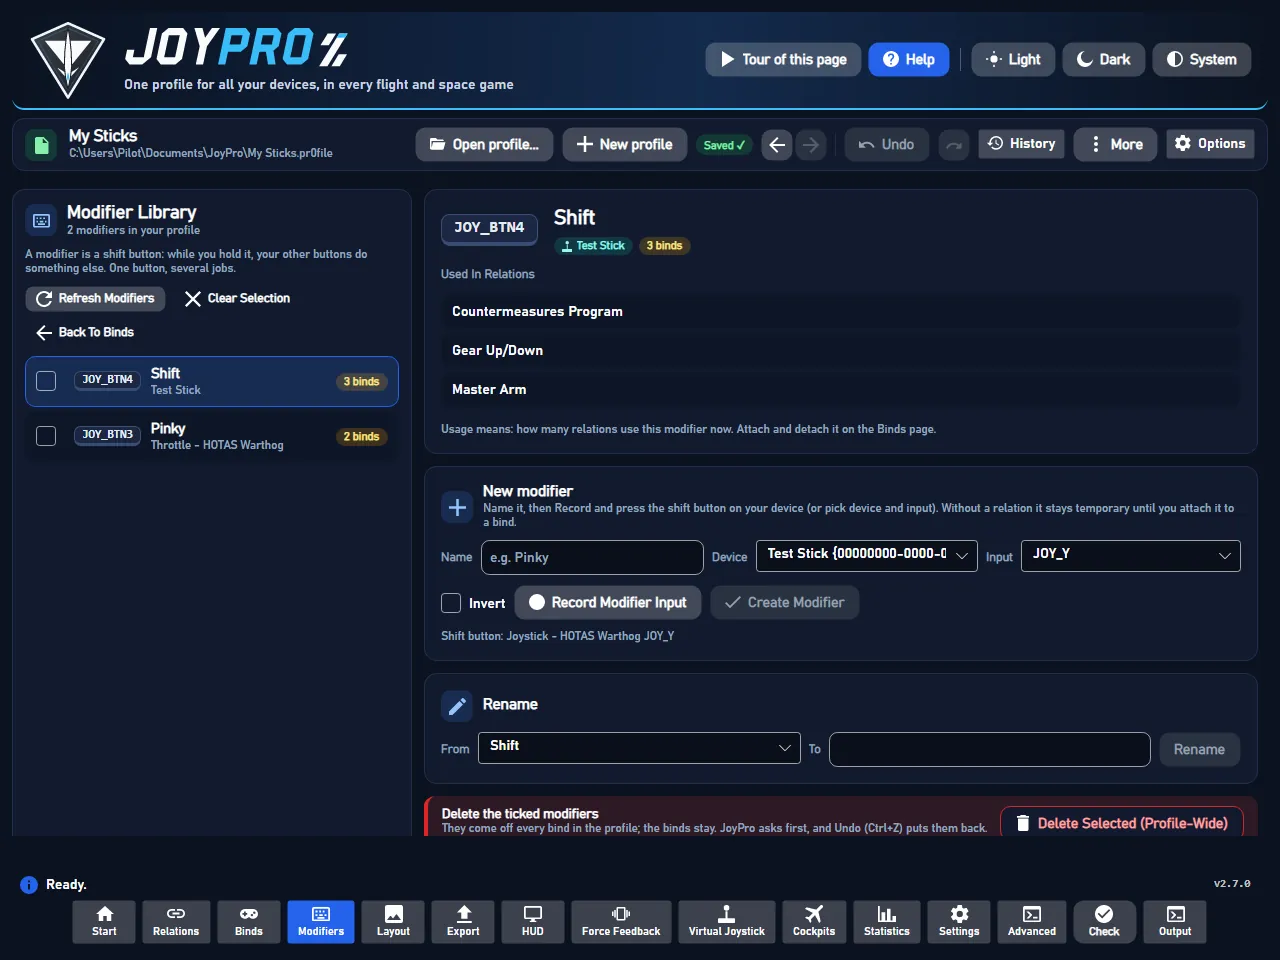 JOYPRO
One profile for all your devices, in every flight and space game
Tour of this page
Help
Light
Dark
System
My Sticks
C:\Users\Pilot\Documents\JoyPro\My Sticks.pr0file
Open profile...
New profile
Saved ✓
Undo
History
More
Options
Modifier Library
2 modifiers in your profile
A modifier is a shift button: while you hold it, your other buttons do
something else. One button, several jobs.
Refresh Modifiers
Clear Selection
Back To Binds
JOY_BTN4
Shift
Test Stick
3 binds
JOY_BTN3
Pinky
Throttle - HOTAS Warthog
2 binds
JOY_BTN4
Shift
Test Stick
3 binds
Used In Relations
Countermeasures Program
Gear Up/Down
Master Arm
Usage means: how many relations use this modifier now. Attach and detach it on the Binds page.
New modifier
Name it, then Record and press the shift button on your device (or pick device and input). Without a relation it stays temporary until you attach it to
a bind.
Name
e.g. Pinky
Device
Test Stick {00000000-0000-0
Input
JOY_Y
Invert
Record Modifier Input
Create Modifier
Shift button: Joystick - HOTAS Warthog JOY_Y
Rename
From
Shift
To
Rename
Delete the ticked modifiers
They come off every bind in the profile; the binds stay. JoyPro asks first, and Undo (Ctrl+Z) puts them back.
Delete Selected (Profile-Wide)
Ready.
v2.7.0
Start
Relations
Binds
Modifiers
Layout
Export
HUD
Force Feedback
Virtual Joystick
Cockpits
Statistics
Settings
Advanced
Check
Output